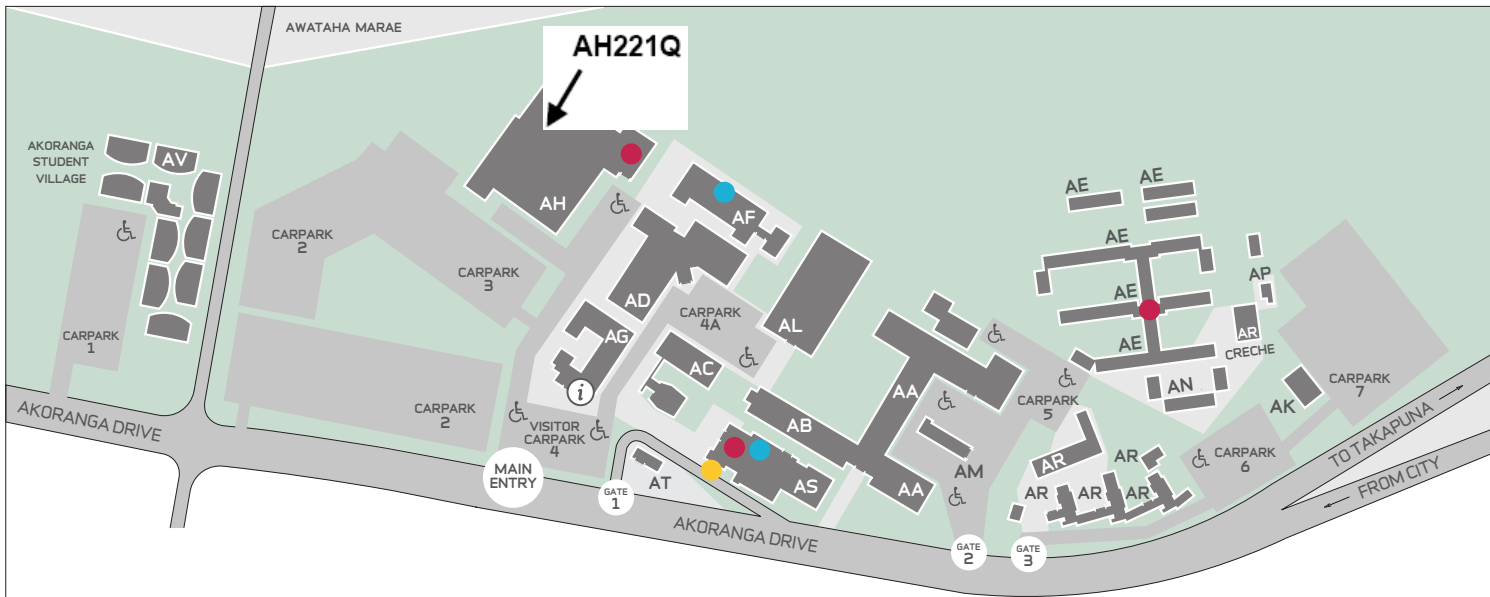 AWATAHA MARAE
AH221Q
AKORANGA
STUDENT
VILLAGE
AV
AH
AF
CARPARK
2
CARPARK
3
CARPARK
1
AD
AG
CARPARK
4A
AL
AC
i
CARPARK
2
VISITOR
CARPARK
4
MAIN
ENTRY
GATE
1
AT
AB
AS
AA
AA
AM
CARPARK
5
AE
AE
AE
AE
AE
AP
AR
CRECHE
AN
AK
CARPARK
7
CARPARK
6
AR
AR
AR
AR
AR
GATE
2
GATE
3
AKORANGA DRIVE
AKORANGA DRIVE
TO TAKAPUNA
FROM CITY